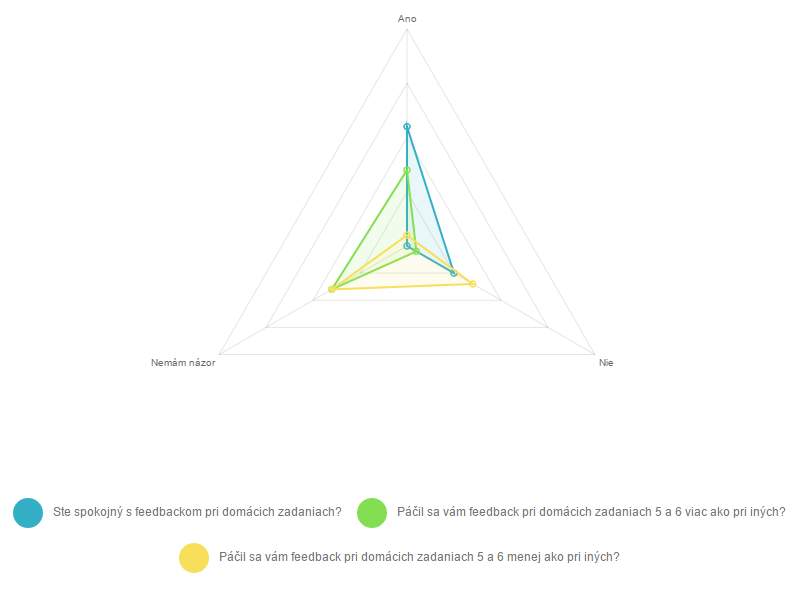 Ano
Nemám názor
Nie
Ste spokojný s feedbackom pri domácich zadaniach?
Páčil sa vám feedback pri domácich zadaniach 5 a 6 viac ako pri iných?
Páčil sa vám feedback pri domácich zadaniach 5 a 6 menej ako pri iných?